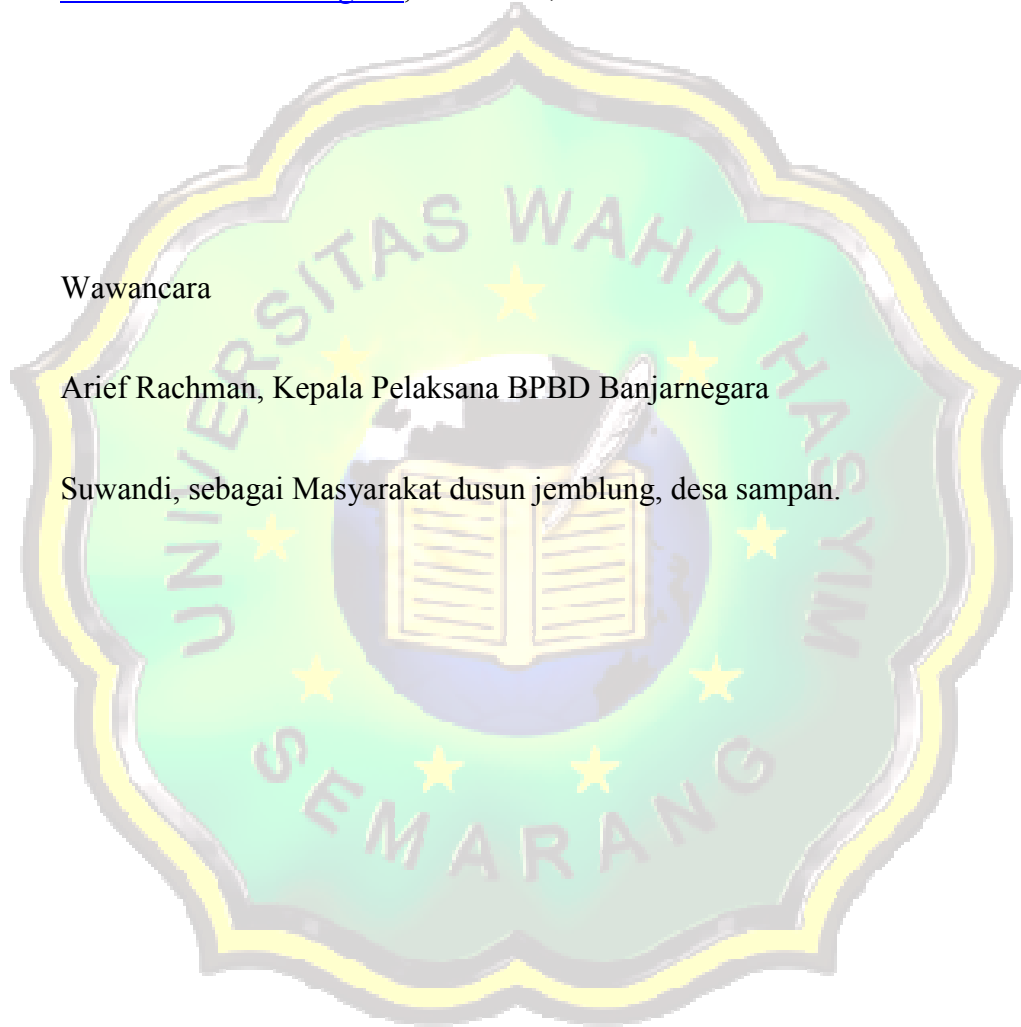 Wawancara
Arief Rachman, Kepala Pelaksana BPBD Banjarnegara
Suwandi, sebagai Masyarakat dusun jemblung, desa sampan.
UNIVERSITAS WAHID HASYIM
SEMARANG